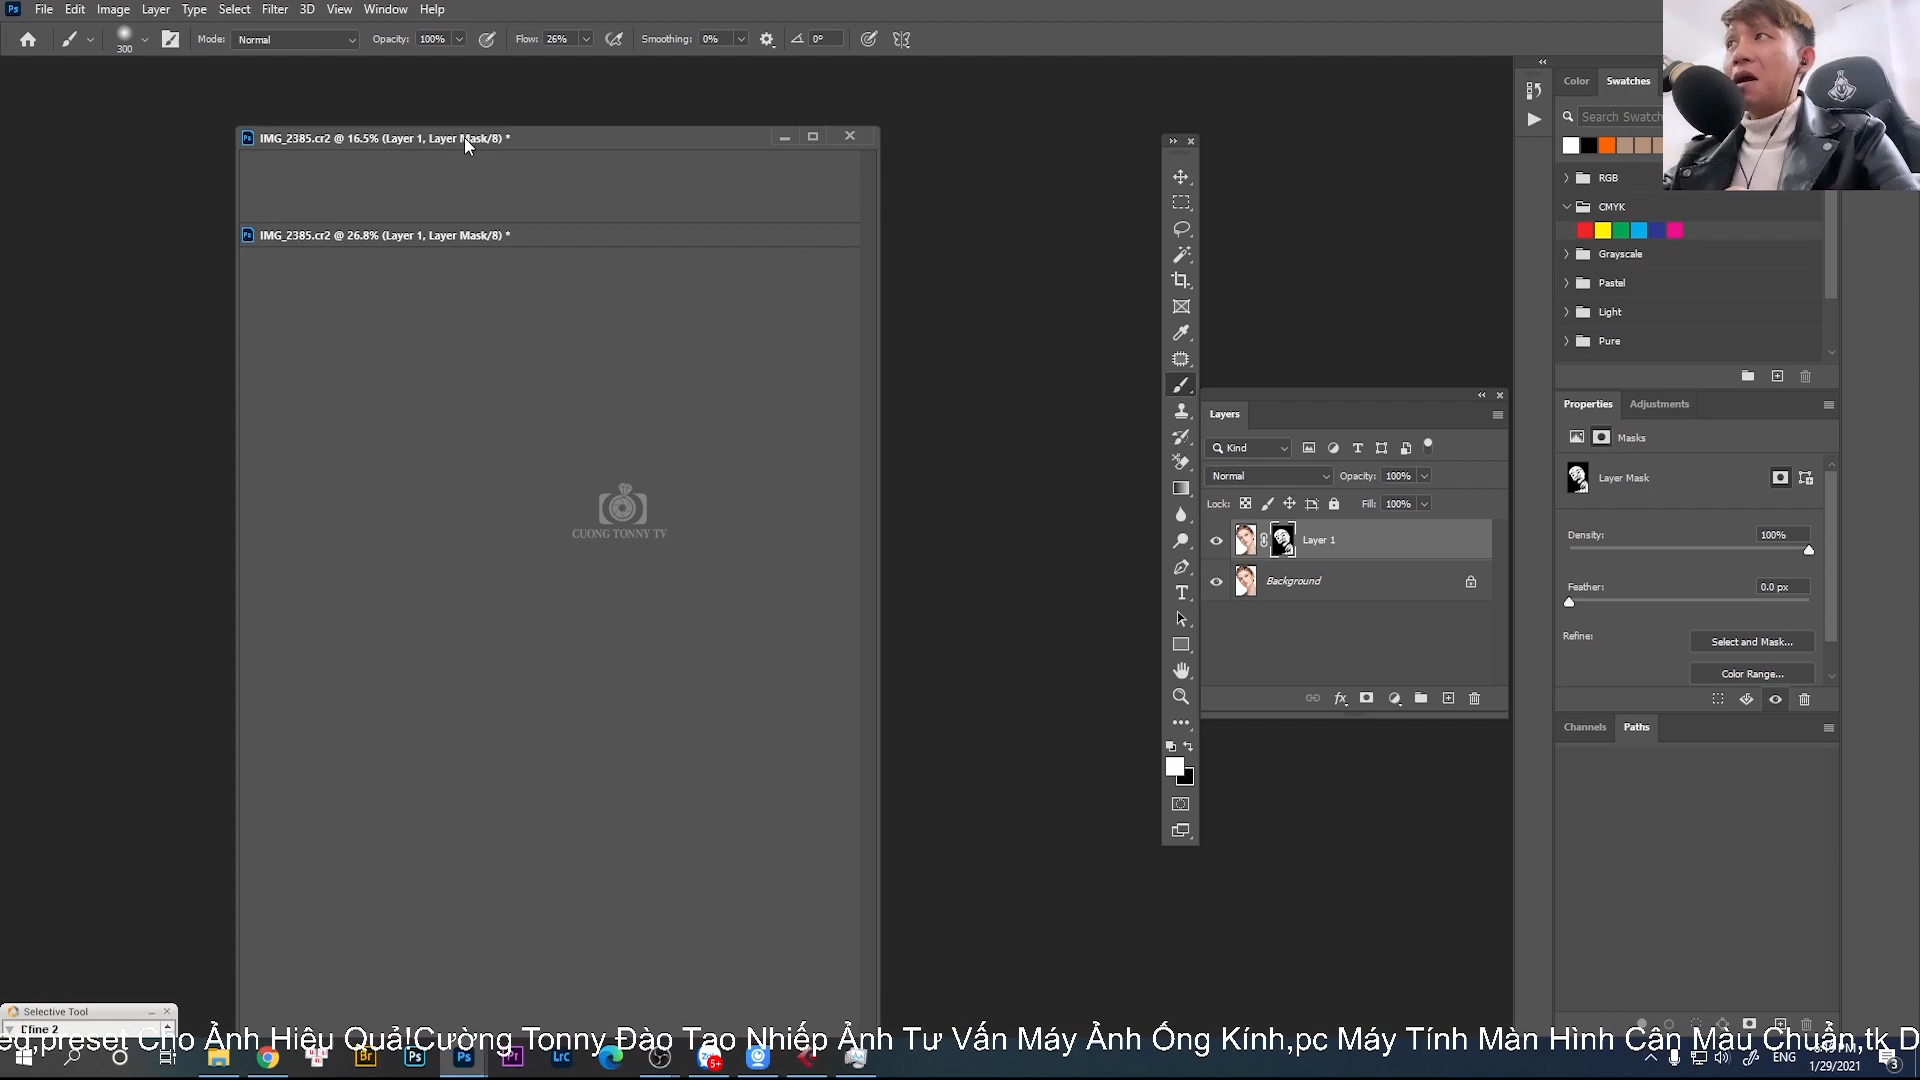 File Edit Image Layer Type Select Filter 3D View Window Help
300 Mode: Normal Opacity: 100% Flow: 26% Smoothing: 0% 0°
IMG_2385.cr2 @ 16.5% (Layer 1, Layer Mask/8) *
IMG_2385.cr2 @ 26.8% (Layer 1, Layer Mask/8) *
CUONG TONNY TV
Layers
Kind
Normal Opacity: 100%
Lock: Fill: 100%
Layer 1
Background
Color Swatches
Search Swatch
RGB
CMYK
Grayscale
Pastel
Light
Pure
Properties Adjustments
Masks
Layer Mask
Density: 100%
Feather: 0.0 px
Refine: Select and Mask...
Color Range...
Channels Paths
Selective Tool
Dfine 2
ed,preset Cho Ảnh Hiệu Quả!Cường Tonny Đào Tạo Nhiếp Ảnh Tư Vấn Máy Ảnh Ống Kính,pc Máy Tính Màn Hình Cân Màu Chuẩn,tk D
ENG
1/29/2021